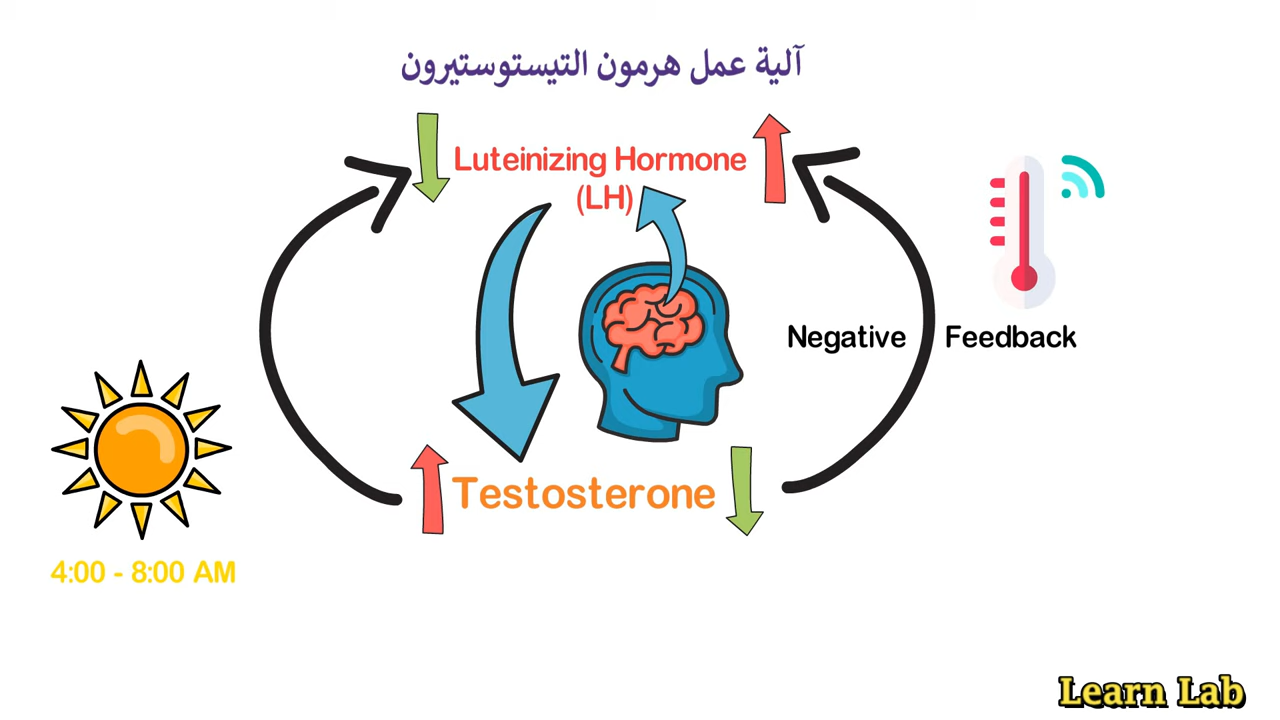 آلية عمل هرمون التيستوستيرون
Luteinizing Hormone
(LH)
Negative Feedback
Testosterone
4:00 - 8:00 AM
Learn Lab